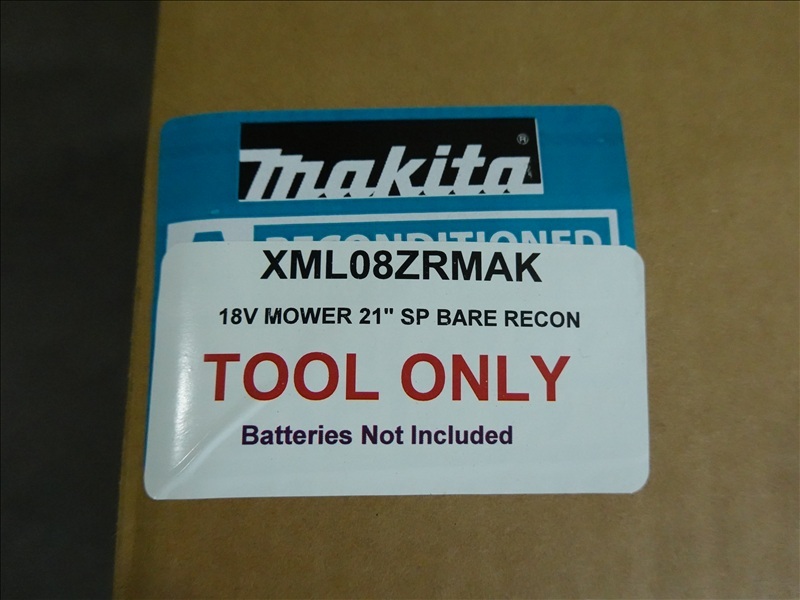 makita®
RECONDITIONED
XML08ZRMAK
18V MOWER 21" SP BARE RECON
TOOL ONLY
Batteries Not Included